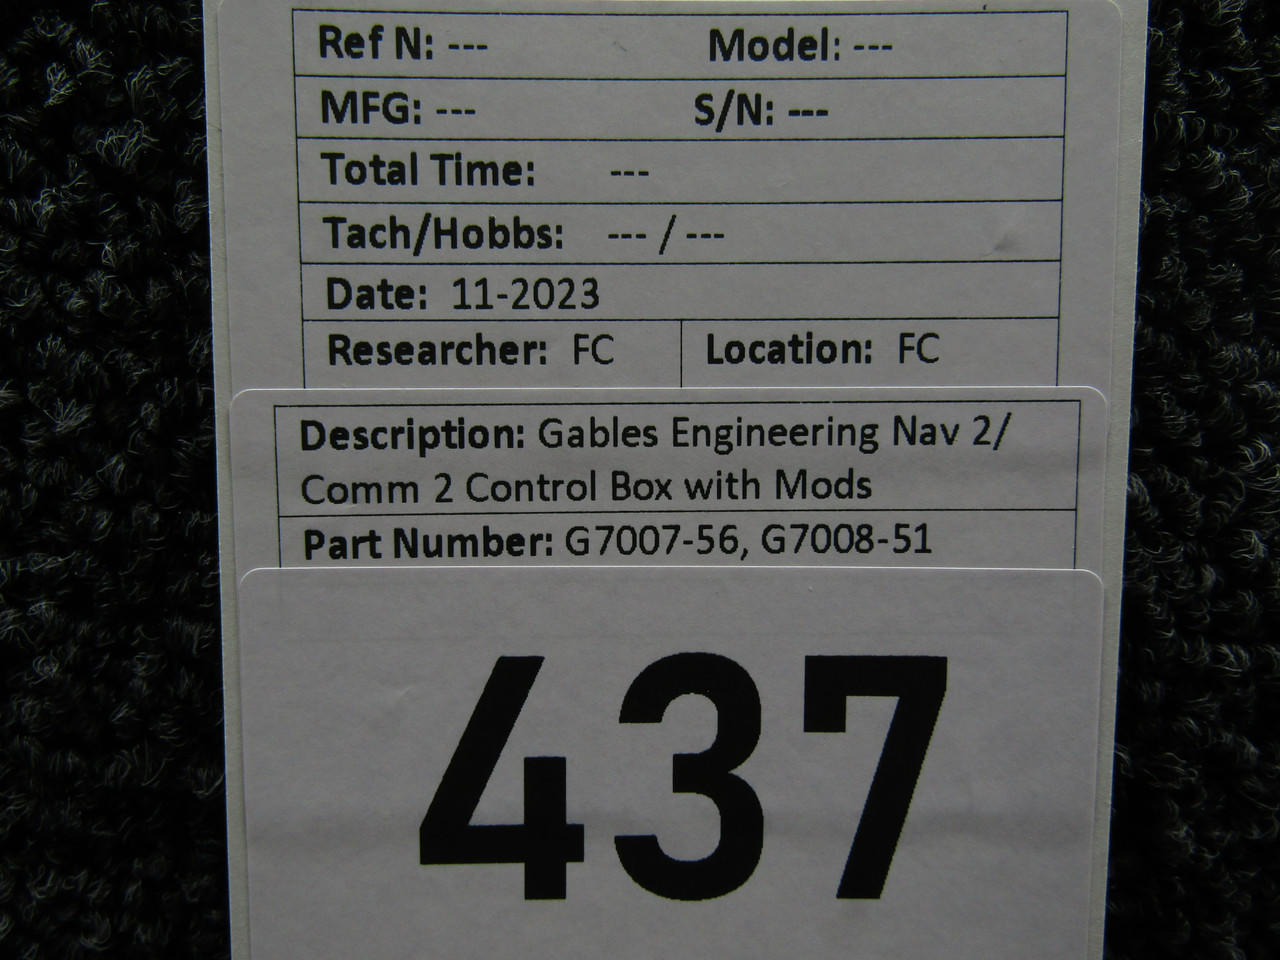 Ref N: --- Model: ---
MFG: --- S/N: ---
Total Time: ---
Tach/Hobbs: --- / ---
Date: 11-2023
Researcher: FC Location: FC
Description: Gables Engineering Nav 2/
Comm 2 Control Box with Mods
Part Number: G7007-56, G7008-51
437